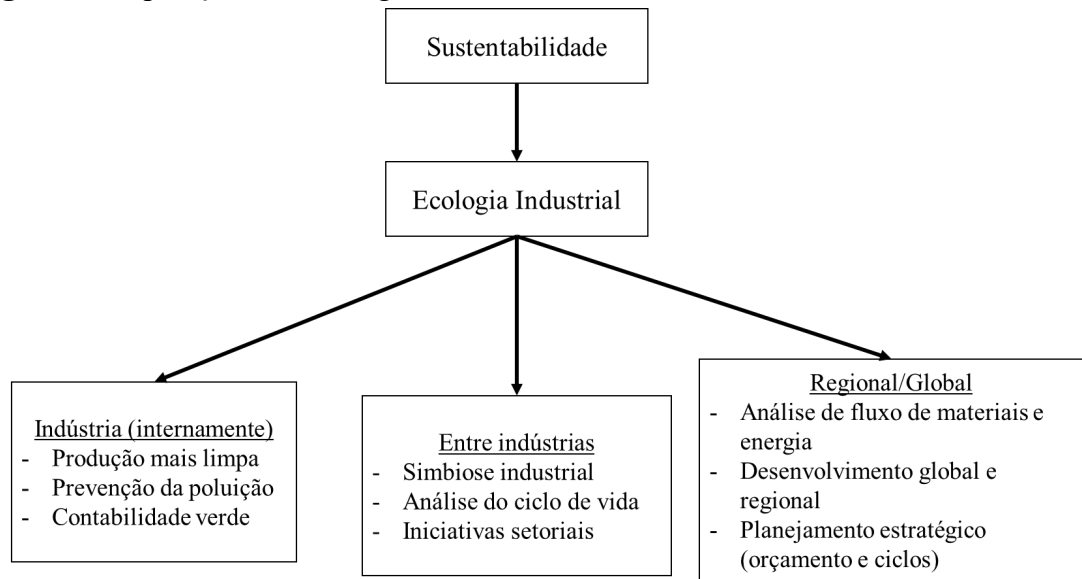 Sustentabilidade
Ecologia Industrial
Indústria (internamente)
- Produção mais limpa
- Prevenção da poluição
- Contabilidade verde
Entre indústrias
- Simbiose industrial
- Análise do ciclo de vida
- Iniciativas setoriais
Regional/Global
- Análise de fluxo de materiais e
energia
- Desenvolvimento global e
regional
- Planejamento estratégico
(orçamento e ciclos)